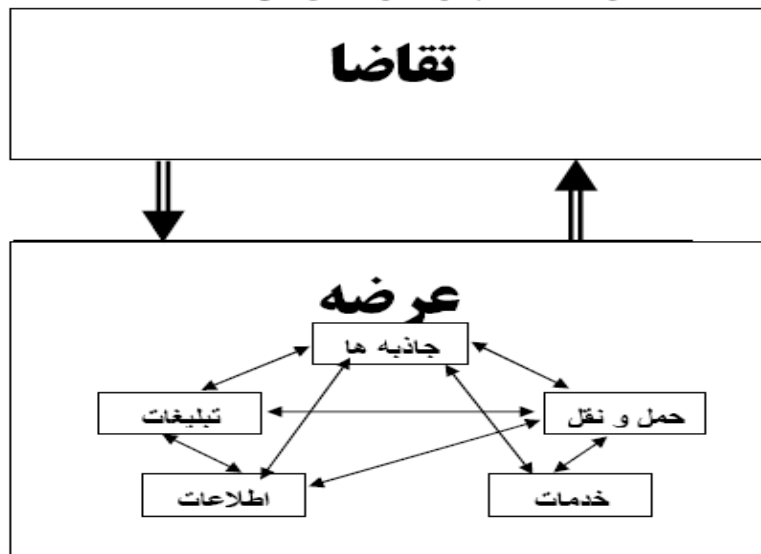 تقاضا
عرضه
جاذبه ها
حمل و نقل
تبلیغات
خدمات
اطلاعات